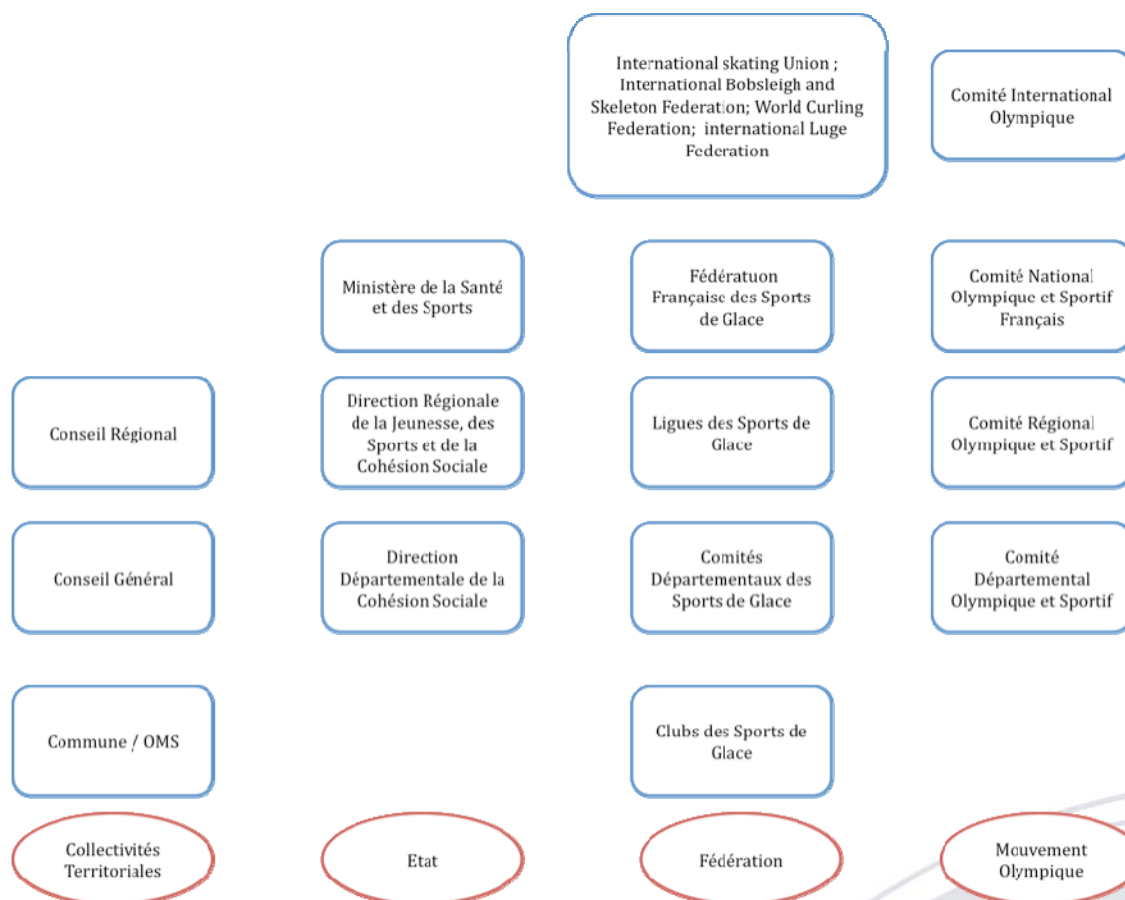 International skating Union ;
International Bobsleigh and
Skeleton Federation; World Curling
Federation; international Luge
Federation
Comité International
Olympique
Ministère de la Santé
et des Sports
Fédératuon
Française des Sports
de Glace
Comité National
Olympique et Sportif
Français
Conseil Régional
Direction Régionale
de la Jeunesse, des
Sports et de la
Cohésion Sociale
Ligues des Sports de
Glace
Comité Régional
Olympique et Sportif
Conseil Général
Direction
Départementale de la
Cohésion Sociale
Comités
Départementaux des
Sports de Glace
Comité
Départemental
Olympique et Sportif
Commune / OMS
Clubs des Sports de
Glace
Collectivités
Territoriales
Etat
Fédération
Mouvement
Olympique